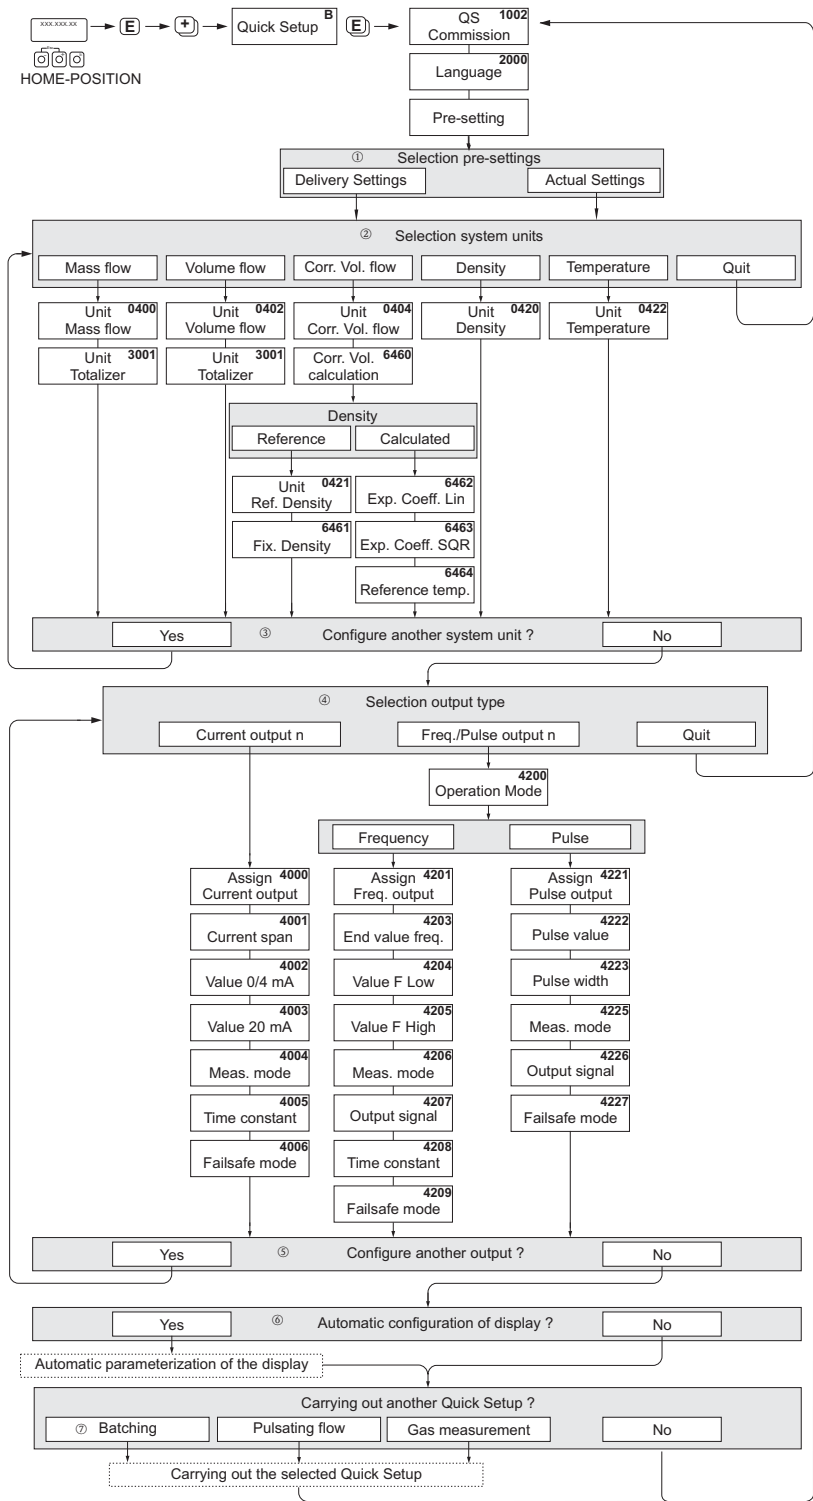 xxx.xxx.xx
E
+
B
Quick Setup
E
1002
QS
Commission
Esc
- + E
HOME-POSITION
2000
Language
Pre-setting
① Selection pre-settings
Delivery Settings
Actual Settings
② Selection system units
Mass flow
Volume flow
Corr. Vol. flow
Density
Temperature
Quit
Unit 0400
Mass flow
Unit 0402
Volume flow
Unit 0404
Corr. Vol. flow
Unit 0420
Density
Unit 0422
Temperature
Unit 3001
Totalizer
Unit 3001
Totalizer
Corr. Vol. 6460
calculation
Density
Reference
Calculated
Unit 0421
Ref. Density
6462
Exp. Coeff. Lin
6461
Fix. Density
6463
Exp. Coeff. SQR
6464
Reference temp.
Yes
③ Configure another system unit ?
No
④ Selection output type
Current output n
Freq./Pulse output n
Quit
4200
Operation Mode
Frequency
Pulse
Assign 4000
Current output
Assign 4201
Freq. output
Assign 4221
Pulse output
4001
Current span
4203
End value freq.
4222
Pulse value
4002
Value 0/4 mA
4204
Value F Low
4223
Pulse width
4003
Value 20 mA
4205
Value F High
4225
Meas. mode
4004
Meas. mode
4206
Meas. mode
4226
Output signal
4005
Time constant
4207
Output signal
4227
Failsafe mode
4006
Failsafe mode
4208
Time constant
4209
Failsafe mode
Yes
⑤ Configure another output ?
No
Yes
⑥ Automatic configuration of display ?
No
Automatic parameterization of the display
Carrying out another Quick Setup ?
⑦ Batching
Pulsating flow
Gas measurement
No
Carrying out the selected Quick Setup